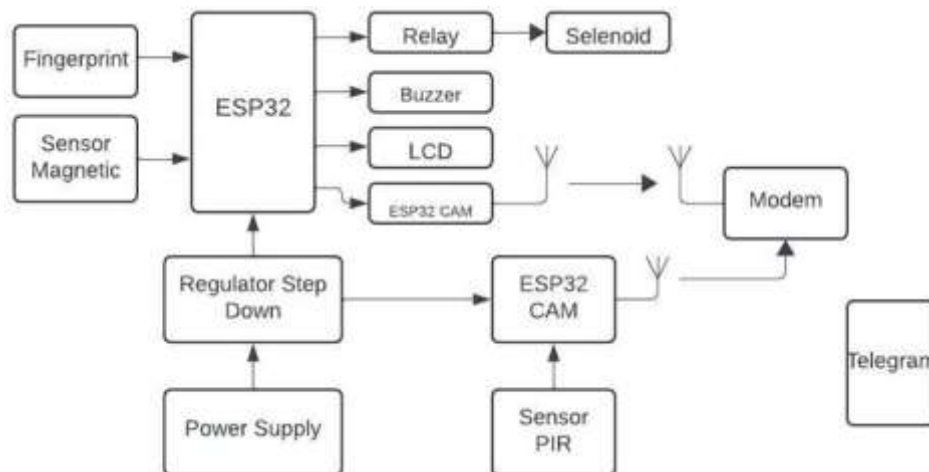 Fingerprint
Sensor
Magnetic
ESP32
Relay
Selenoid
Buzzer
LCD
ESP32 CAM
Modem
Regulator Step
Down
ESP32
CAM
Telegram
Power Supply
Sensor
PIR